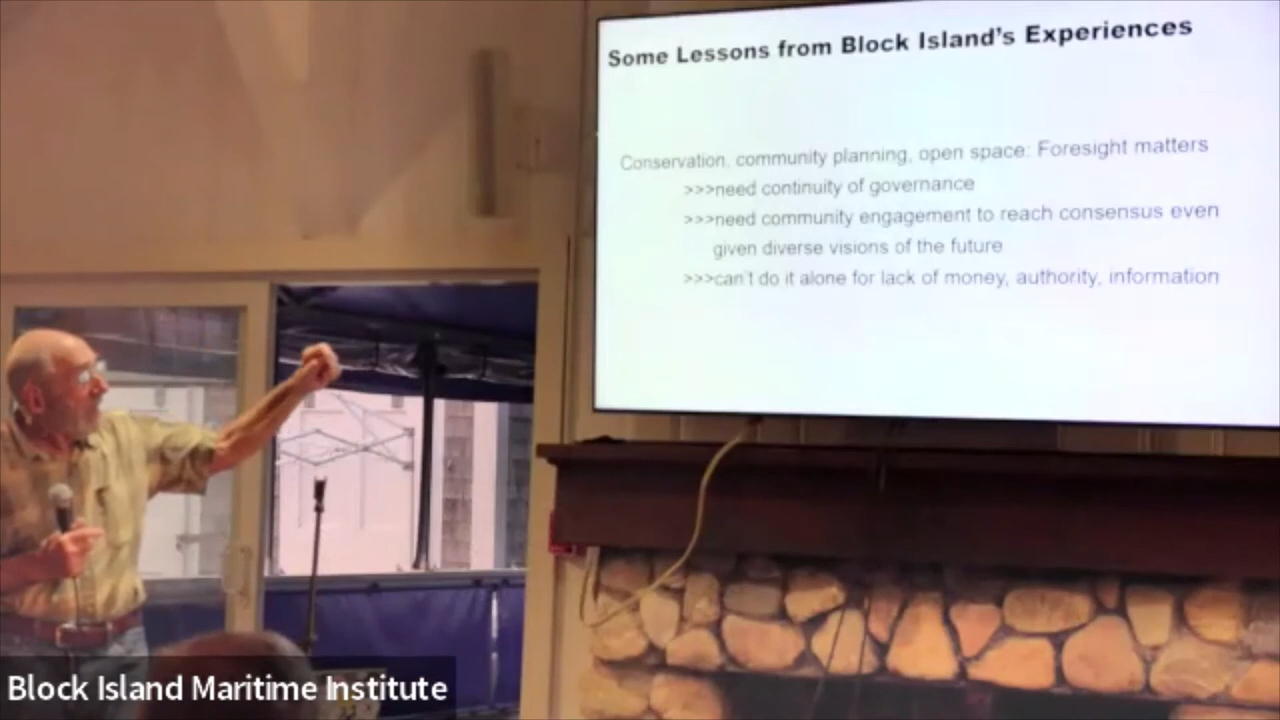 Some Lessons from Block Island's Experiences
Conservation, community planning, open space: Foresight matters
>>>need continuity of governance
>>>need community engagement to reach consensus even
given diverse visions of the future
>>>can't do it alone for lack of money, authority, information
Block Island Maritime Institute